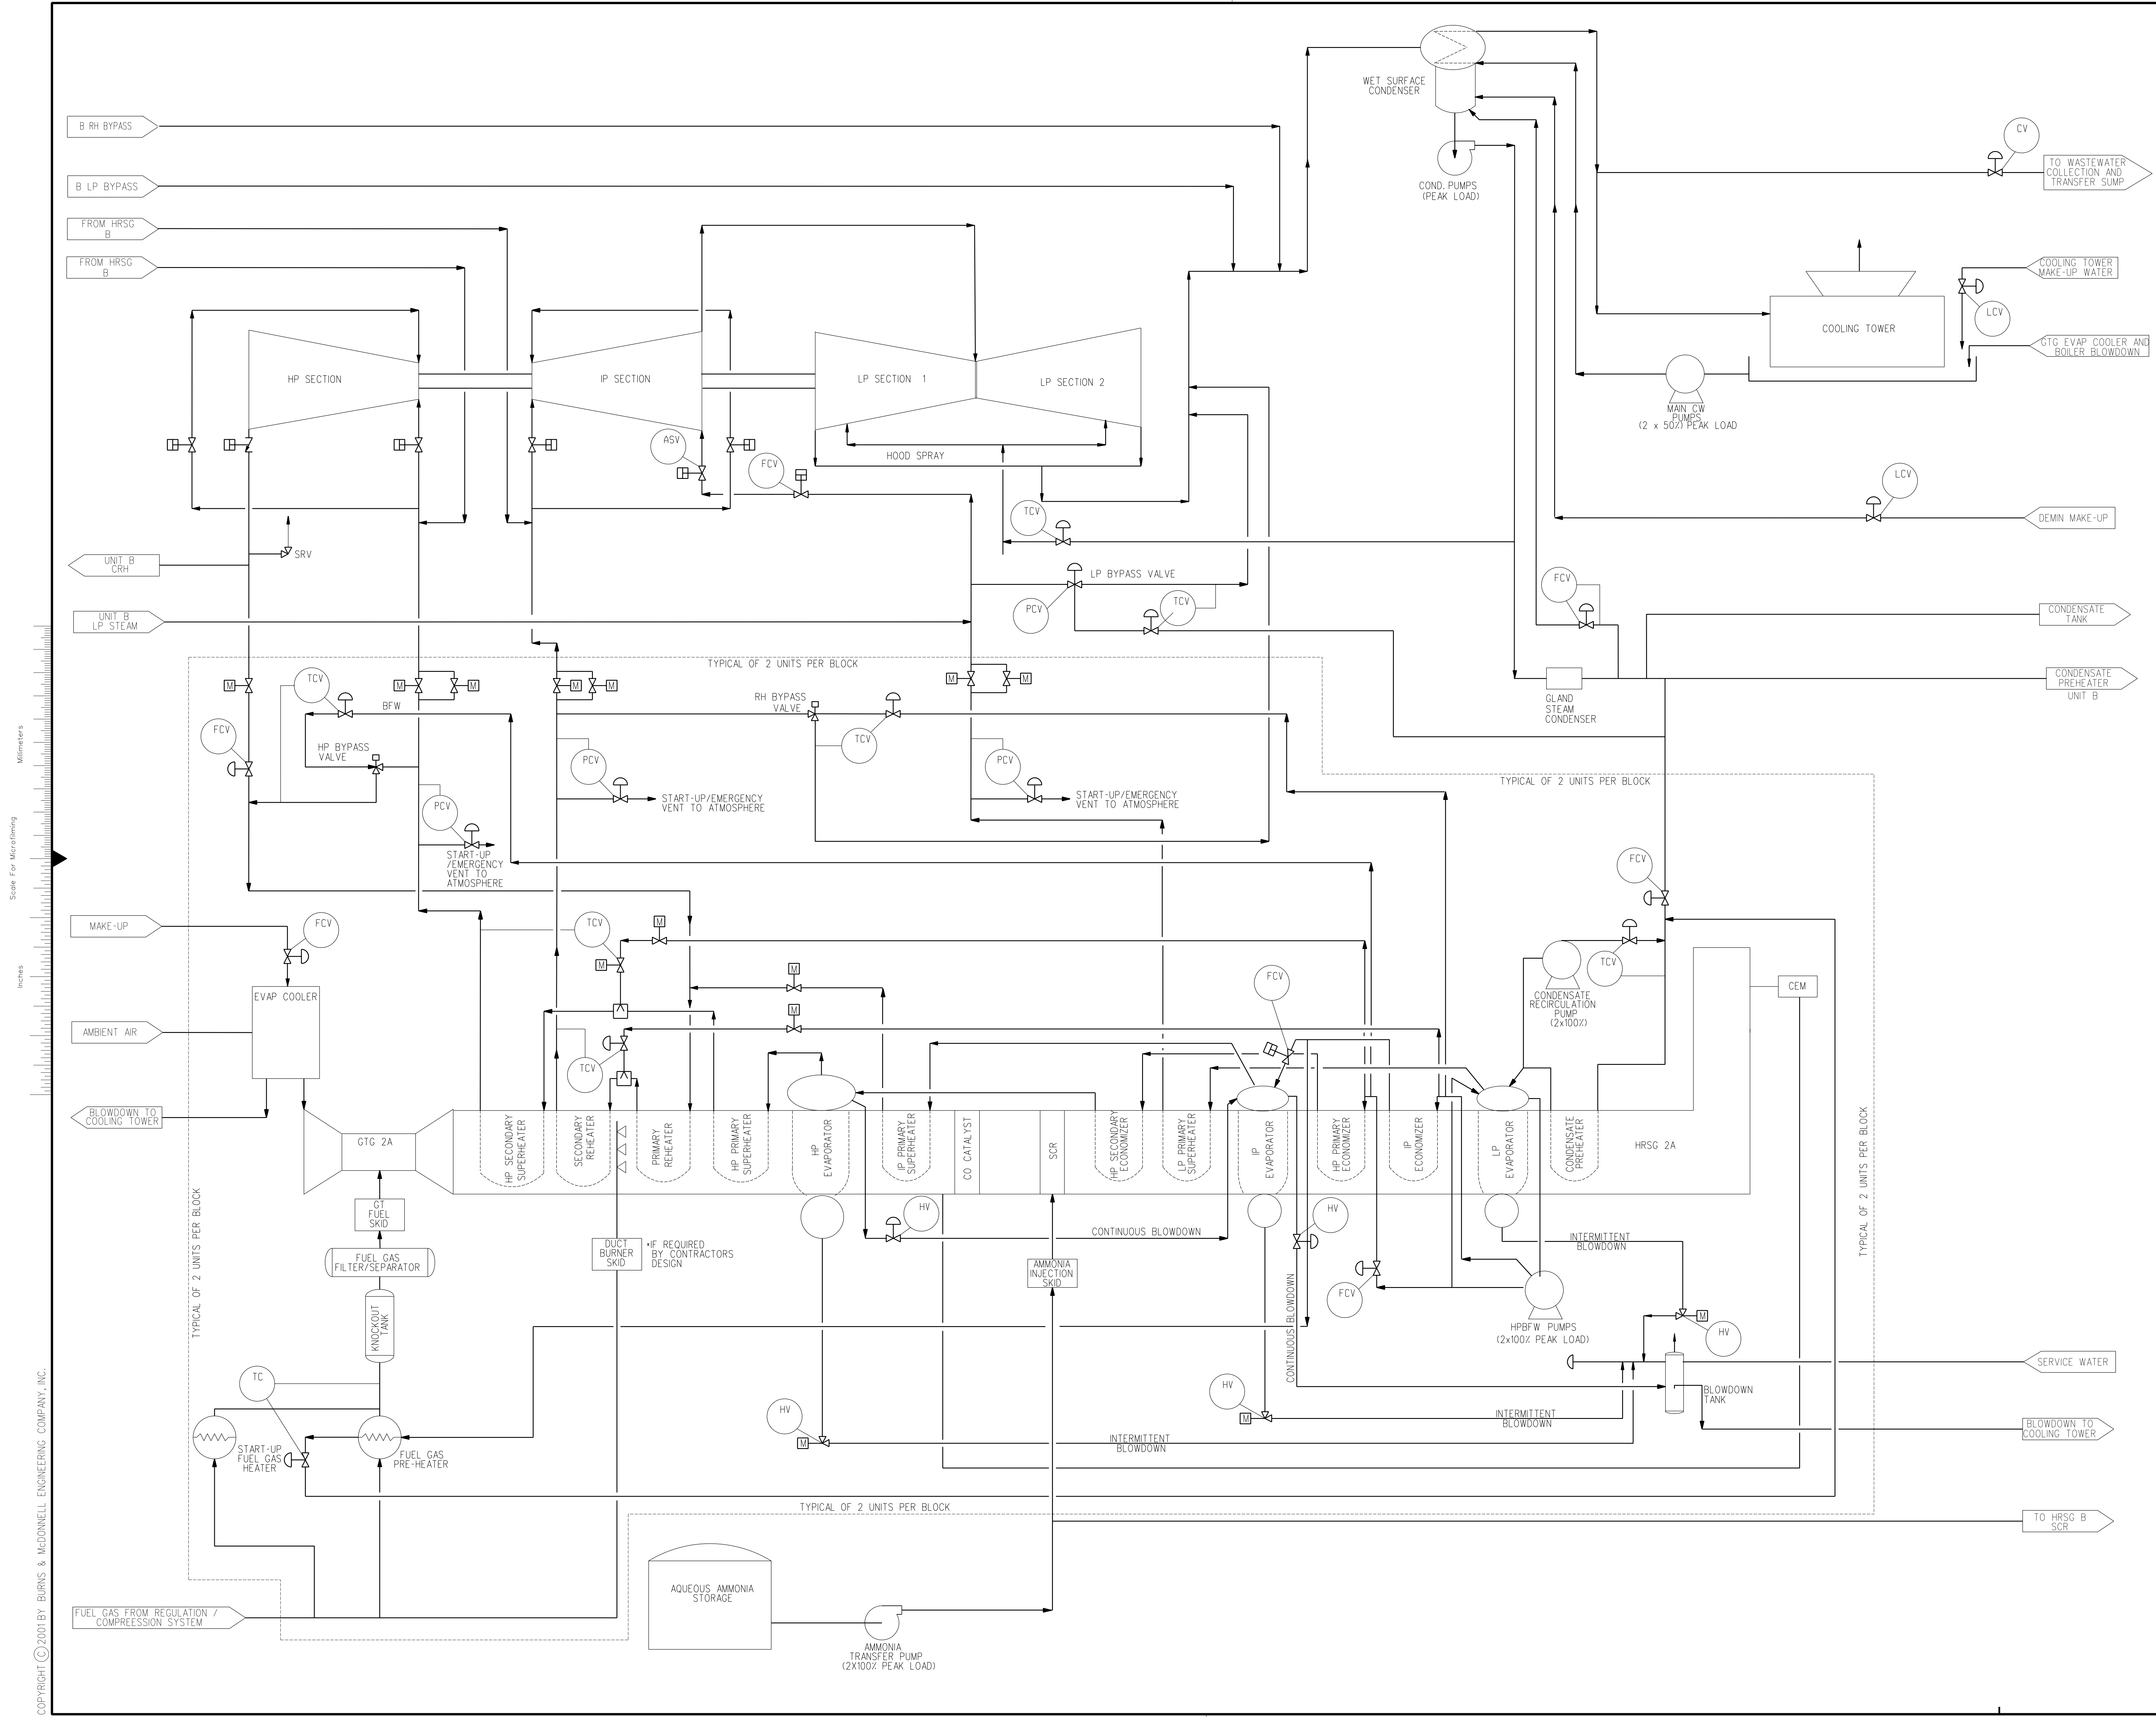 WET SURFACE
CONDENSER
B RH BYPASS
CV
TO WASTEWATER
COLLECTION AND
TRANSFER SUMP
B LP BYPASS
COND. PUMPS
(PEAK LOAD)
FROM HRSG
B
FROM HRSG
B
COOLING TOWER
MAKE-UP WATER
LCV
COOLING TOWER
GTG EVAP COOLER AND
BOILER BLOWDOWN
HP SECTION
IP SECTION
LP SECTION 1
LP SECTION 2
MAIN CW
PUMPS
(2 x 50%) PEAK LOAD
ASV
FCV
HOOD SPRAY
LCV
TCV
DEMIN MAKE-UP
SRV
UNIT B
CRH
LP BYPASS VALVE
PCV
TCV
FCV
UNIT B
LP STEAM
CONDENSATE
TANK
TYPICAL OF 2 UNITS PER BLOCK
M
TCV
M
M
M
M
M
M
GLAND
STEAM
CONDENSER
CONDENSATE
PREHEATER
UNIT B
BFW
RH BYPASS
VALVE
FCV
HP BYPASS
VALVE
TCV
PCV
PCV
PCV
START-UP/EMERGENCY
VENT TO ATMOSPHERE
START-UP/EMERGENCY
VENT TO ATMOSPHERE
TYPICAL OF 2 UNITS PER BLOCK
START-UP
/EMERGENCY
VENT TO
ATMOSPHERE
FCV
MAKE-UP
FCV
TCV
M
M
M
M
FCV
TCV
CONDENSATE
RECIRCULATION
PUMP
(2x100%)
CEM
EVAP COOLER
AMBIENT AIR
TCV
BLOWDOWN TO
COOLING TOWER
GTG 2A
HP SECONDARY
SUPERHEATER
SECONDARY
REHEATER
PRIMARY
REHEATER
HP PRIMARY
SUPERHEATER
HP
EVAPORATOR
IP PRIMARY
SUPERHEATER
CO CATALYST
SCR
HP SECONDARY
ECONOMIZER
LP PRIMARY
SUPERHEATER
IP
EVAPORATOR
HP PRIMARY
ECONOMIZER
IP
ECONOMIZER
LP
EVAPORATOR
CONDENSATE
PREHEATER
HRSG 2A
TYPICAL OF 2 UNITS PER BLOCK
TYPICAL OF 2 UNITS PER BLOCK
GT
FUEL
SKID
FUEL GAS
FILTER/SEPARATOR
KNOCKOUT
TANK
DUCT
BURNER
SKID
*IF REQUIRED
BY CONTRACTORS
DESIGN
HV
CONTINUOUS BLOWDOWN
HV
AMMONIA
INJECTION
SKID
CONTINUOUS BLOWDOWN
FCV
INTERMITTENT
BLOWDOWN
HPBFW PUMPS
(2x100% PEAK LOAD)
M
HV
SERVICE WATER
BLOWDOWN
TANK
TC
HV
M
HV
M
INTERMITTENT
BLOWDOWN
INTERMITTENT
BLOWDOWN
BLOWDOWN TO
COOLING TOWER
START-UP
FUEL GAS
HEATER
FUEL GAS
PRE-HEATER
TYPICAL OF 2 UNITS PER BLOCK
TO HRSG B
SCR
AQUEOUS AMMONIA
STORAGE
FUEL GAS FROM REGULATION /
COMPREESSION SYSTEM
AMMONIA
TRANSFER PUMP
(2X100% PEAK LOAD)
Millimeters
Scale For Microfilming
Inches
COPYRIGHT © 2001 BY BURNS & McDONNELL ENGINEERING COMPANY, INC.